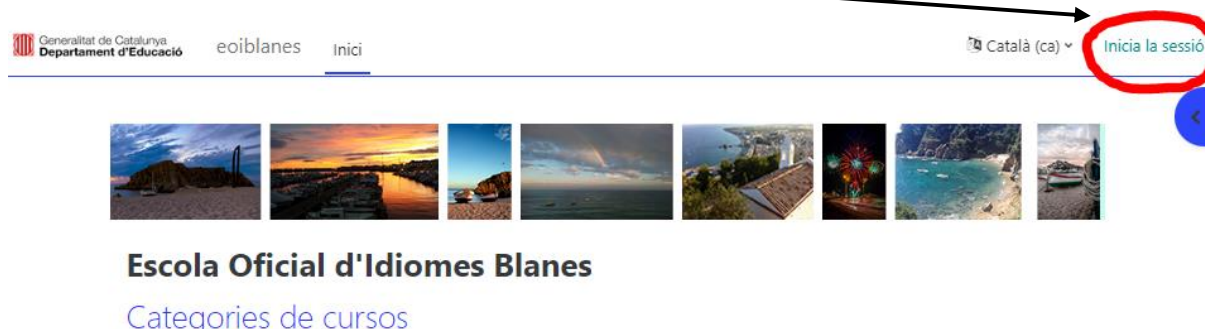 Generalitat de Catalunya
Departament d'Educació
eoiblanes
Inici
Català (ca)
Inicia la sessió
Escola Oficial d'Idiomes Blanes
Categories de cursos